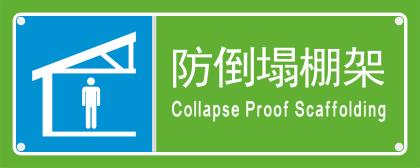 防倒塌棚架
Collapse Proof Scaffolding